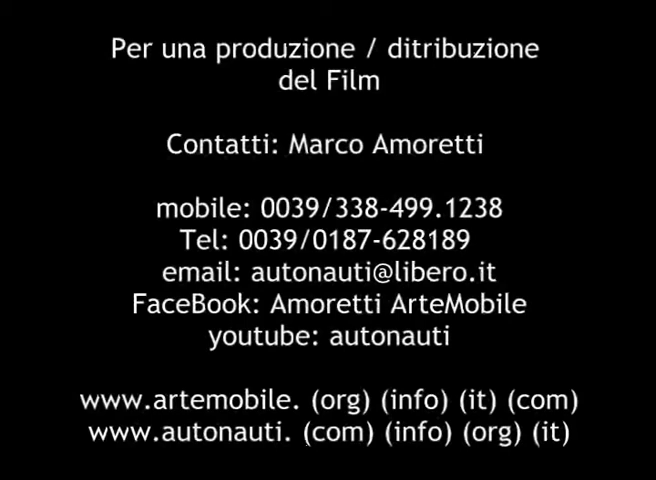 Per una produzione / ditribuzione
del Film
Contatti: Marco Amoretti
mobile: 0039/338-499.1238
Tel: 0039/0187-628189
email: autonauti@libero.it
FaceBook: Amoretti ArteMobile
youtube: autonauti
www.artemobile. (org) (info) (it) (com)
www.autonauti. (com) (info) (org) (it)